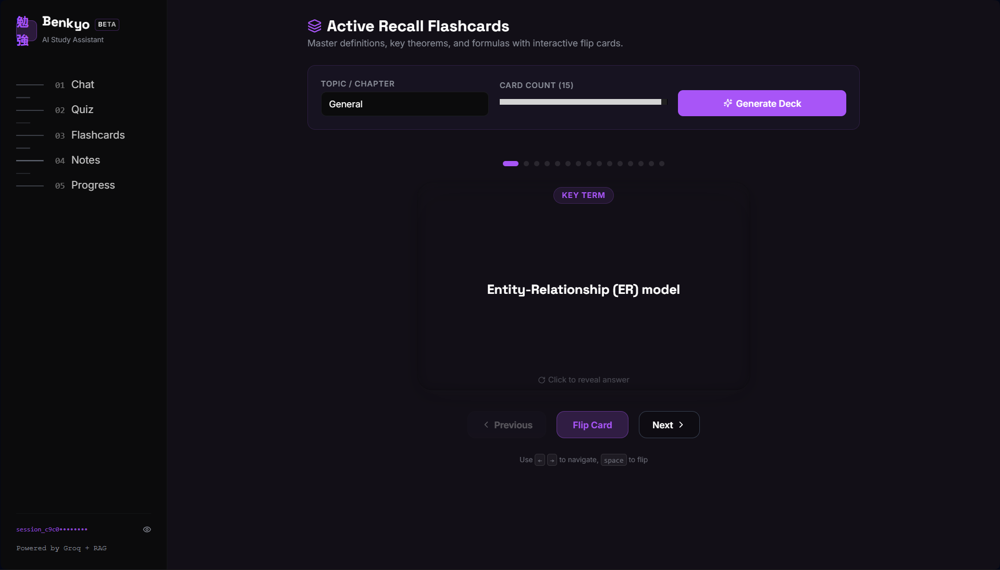 勉
強
Benkyo BETA
AI Study Assistant
01 Chat
02 Quiz
03 Flashcards
04 Notes
05 Progress
session_c9c0••••••••
Powered by Groq + RAG
Active Recall Flashcards
Master definitions, key theorems, and formulas with interactive flip cards.
TOPIC / CHAPTER
General
CARD COUNT (15)
Generate Deck
KEY TERM
Entity-Relationship (ER) model
Click to reveal answer
Previous
Flip Card
Next
Use ← → to navigate, space to flip